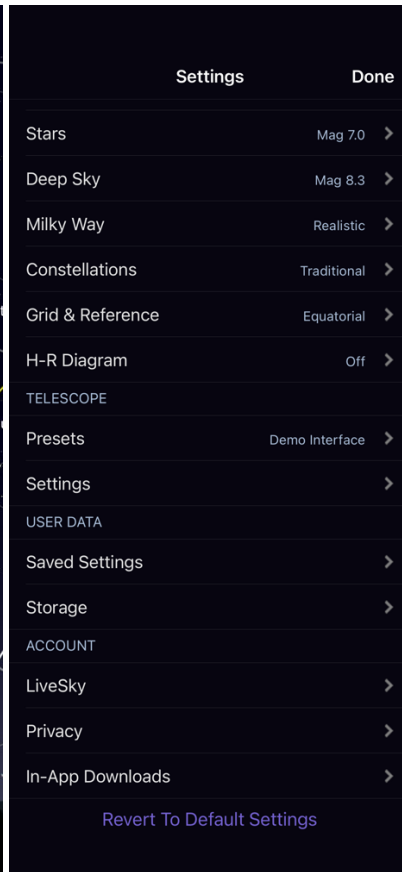 Settings Done
Stars Mag 7.0
Deep Sky Mag 8.3
Milky Way Realistic
Constellations Traditional
Grid & Reference Equatorial
H-R Diagram Off
TELESCOPE
Presets Demo Interface
Settings
USER DATA
Saved Settings
Storage
ACCOUNT
LiveSky
Privacy
In-App Downloads
Revert To Default Settings